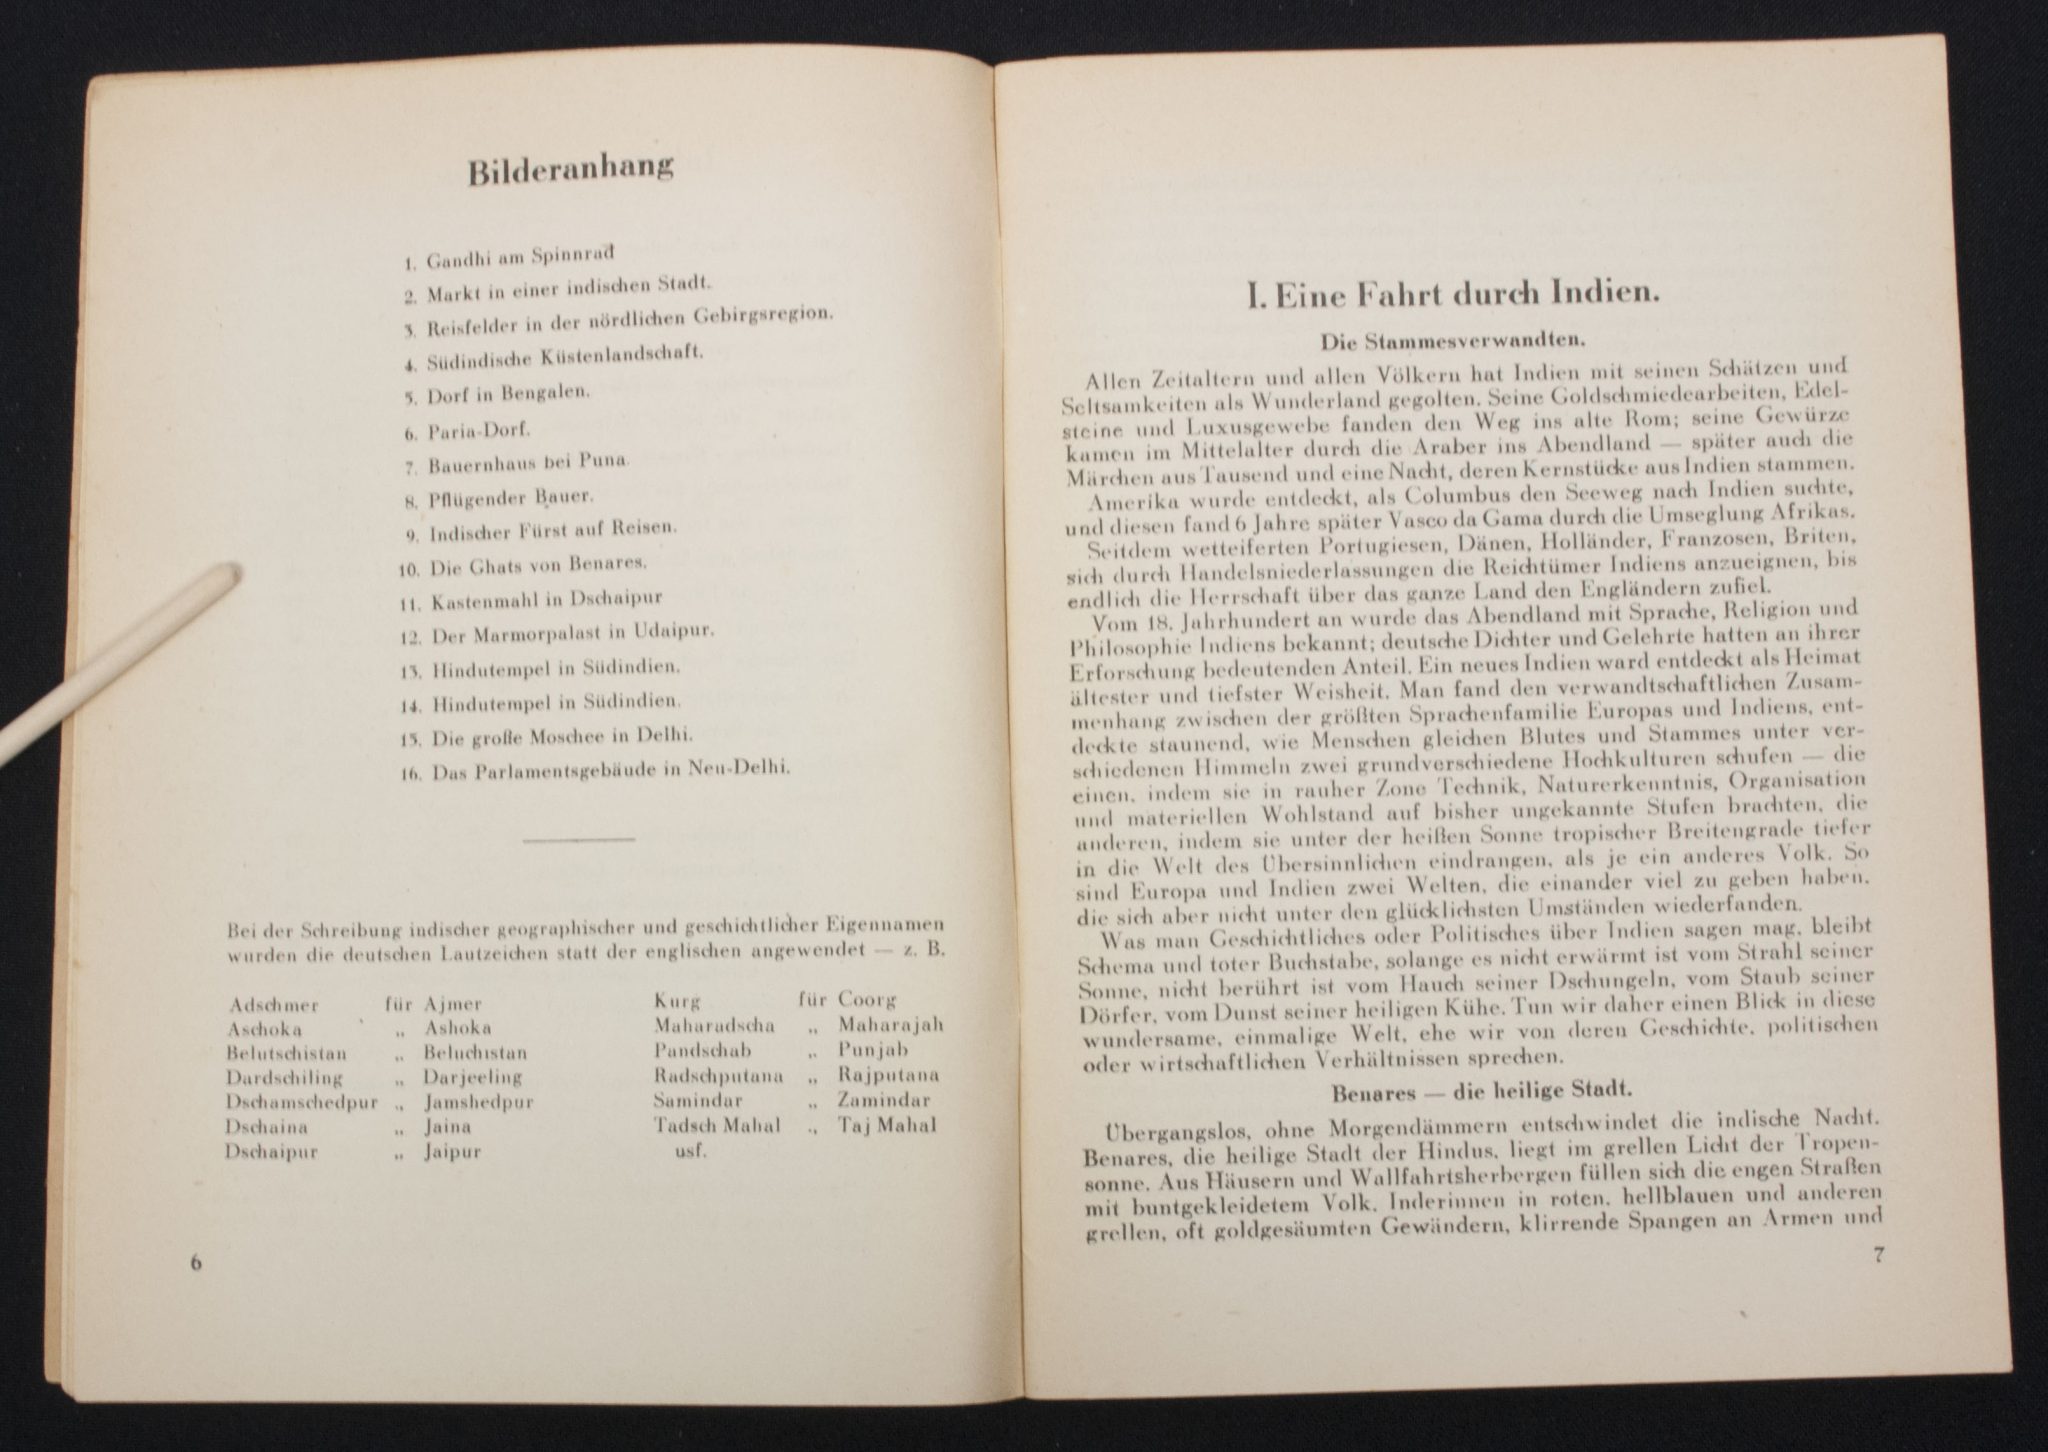 Bilderanhang
1. Gandhi am Spinnrad
2. Markt in einer indischen Stadt.
3. Reisfelder in der nördlichen Gebirgsregion.
4. Südindische Küstenlandschaft.
5. Dorf in Bengalen.
6. Paria-Dorf.
7. Bauernhaus bei Puna.
8. Pflügender Bauer.
9. Indischer Fürst auf Reisen.
10. Die Ghats von Benares.
11. Kastenmahl in Dschaipur
12. Der Marmorpalast in Udaipur.
13. Hindutempel in Südindien.
14. Hindutempel in Südindien.
15. Die große Moschee in Delhi.
16. Das Parlamentsgebäude in Neu-Delhi.
Bei der Schreibung indischer geographischer und geschichtlicher Eigennamen
wurden die deutschen Lautzeichen statt der englischen angewendet — z. B.
Adschmer für Ajmer
Aschoka „ Ashoka
Belutschistan „ Beluchistan
Dardschiling „ Darjeeling
Dschamschedpur „ Jamshedpur
Dschaina „ Jaina
Dschaipur „ Jaipur
Kurg für Coorg
Maharadscha „ Maharajah
Pandschab „ Punjab
Radschputana „ Rajputana
Samindar „ Zamindar
Tadsch Mahal „ Taj Mahal
usf.
6
I. Eine Fahrt durch Indien.
Die Stammesverwandten.
Allen Zeitaltern und allen Völkern hat Indien mit seinen Schätzen und
Seltsamkeiten als Wunderland gegolten. Seine Goldschmiedearbeiten, Edel-
steine und Luxusgewebe fanden den Weg ins alte Rom; seine Gewürze
kamen im Mittelalter durch die Araber ins Abendland — später auch die
Märchen aus Tausend und eine Nacht, deren Kernstücke aus Indien stammen.
Amerika wurde entdeckt, als Columbus den Seeweg nach Indien suchte,
und diesen fand 6 Jahre später Vasco da Gama durch die Umseglung Afrikas.
Seitdem wetteiferten Portugiesen, Dänen, Holländer, Franzosen, Briten,
sich durch Handelsniederlassungen die Reichtümer Indiens anzueignen, bis
endlich die Herrschaft über das ganze Land den Engländern zufiel.
Vom 18. Jahrhundert an wurde das Abendland mit Sprache, Religion und
Philosophie Indiens bekannt; deutsche Dichter und Gelehrte hatten an ihrer
Erforschung bedeutenden Anteil. Ein neues Indien ward entdeckt als Heimat
ältester und tiefster Weisheit. Man fand den verwandtschaftlichen Zusam-
menhang zwischen der größten Sprachenfamilie Europas und Indiens, ent-
deckte staunend, wie Menschen gleichen Blutes und Stammes unter ver-
schiedenen Himmeln zwei grundverschiedene Hochkulturen schufen — die
einen, indem sie in rauher Zone Technik, Naturerkenntnis, Organisation
und materiellen Wohlstand auf bisher ungekannte Stufen brachten, die
anderen, indem sie unter der heißen Sonne tropischer Breitengrade tiefer
in die Welt des Übersinnlichen eindrangen, als je ein anderes Volk. So
sind Europa und Indien zwei Welten, die einander viel zu geben haben,
die sich aber nicht unter den glücklichsten Umständen wiederfanden.
Was man Geschichtliches oder Politisches über Indien sagen mag, bleibt
Schema und toter Buchstabe, solange es nicht erwärmt ist vom Strahl seiner
Sonne, nicht berührt ist vom Hauch seiner Dschungeln, vom Staub seiner
Dörfer, vom Dunst seiner heiligen Kühe. Tun wir daher einen Blick in diese
wundersame, einmalige Welt, ehe wir von deren Geschichte, politischen
oder wirtschaftlichen Verhältnissen sprechen.
Benares — die heilige Stadt.
Übergangslos, ohne Morgendämmern entschwindet die indische Nacht.
Benares, die heilige Stadt der Hindus, liegt im grellen Licht der Tropen-
sonne. Aus Häusern und Wallfahrtsherbergen füllen sich die engen Straßen
mit buntgekleidetem Volk. Inderinnen in roten, hellblauen und anderen
grellen, oft goldgesäumten Gewändern, klirrende Spangen an Armen und
7